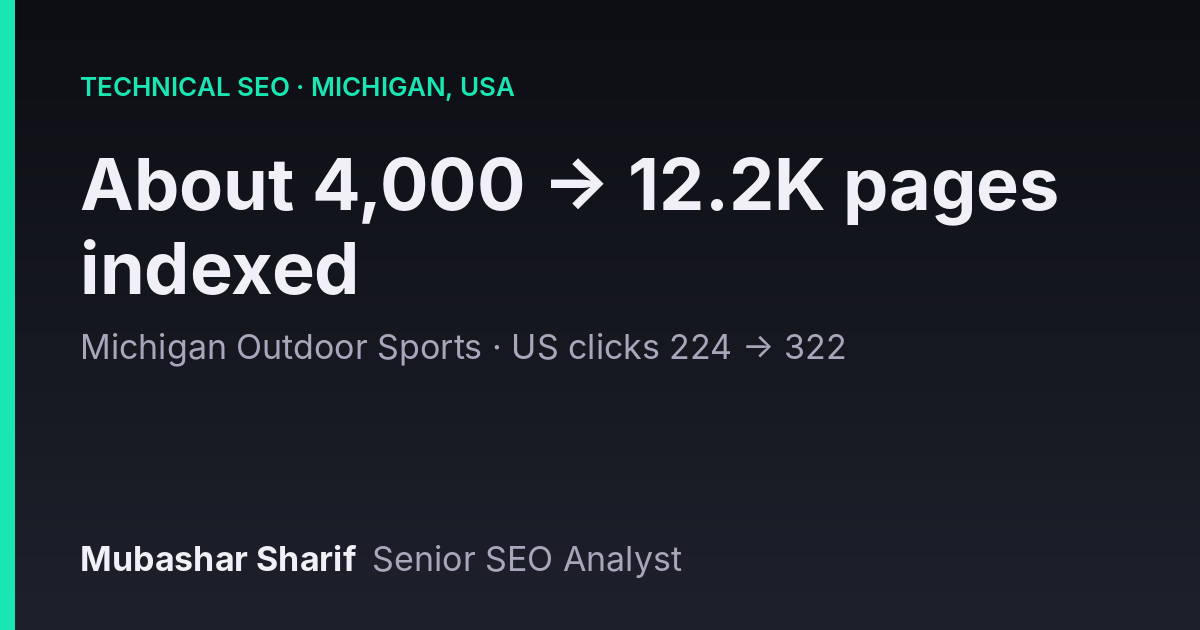 TECHNICAL SEO · MICHIGAN, USA
About 4,000 → 12.2K pages
indexed
Michigan Outdoor Sports · US clicks 224 → 322
Mubashar Sharif Senior SEO Analyst